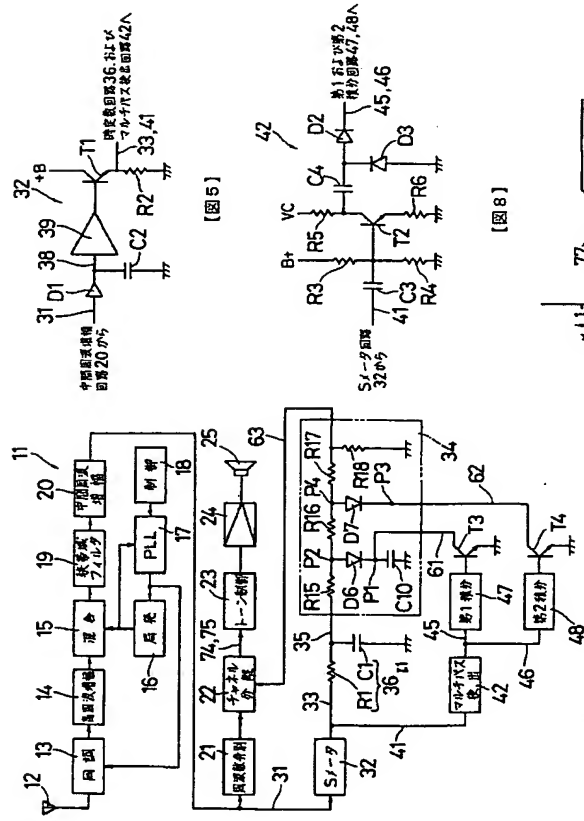 11
12
13
同調
14
高周波増幅
15
混合
19
狭帯域フィルタ
20
中間周波増幅
16
局発
PLL
17
制御
18
21
周波数弁別
22
チャネル分離
74,75
23
トーン制御
24
25
31
Sメータ
32
33
R1
C1
36
τ1
35
R15
P2
R16
P4
R17
63
D6
P1
C10
D7
P3
R18
34
61
62
T3
T4
41
マルチパス検出
42
45
46
第1積分
47
第2積分
48
中間周波増幅
回路20から
31
D1
38
C2
39
32
+B
T1
33,41
R2
時定数回路36および
マルチパス検出回路42へ
[図5]
Sメータ回路
32から
41
C3
B+
R3
R4
VC
R5
T2
R6
C4
D2
D3
42
45,46
第1および第2
積分回路47,48へ
[図8]
77